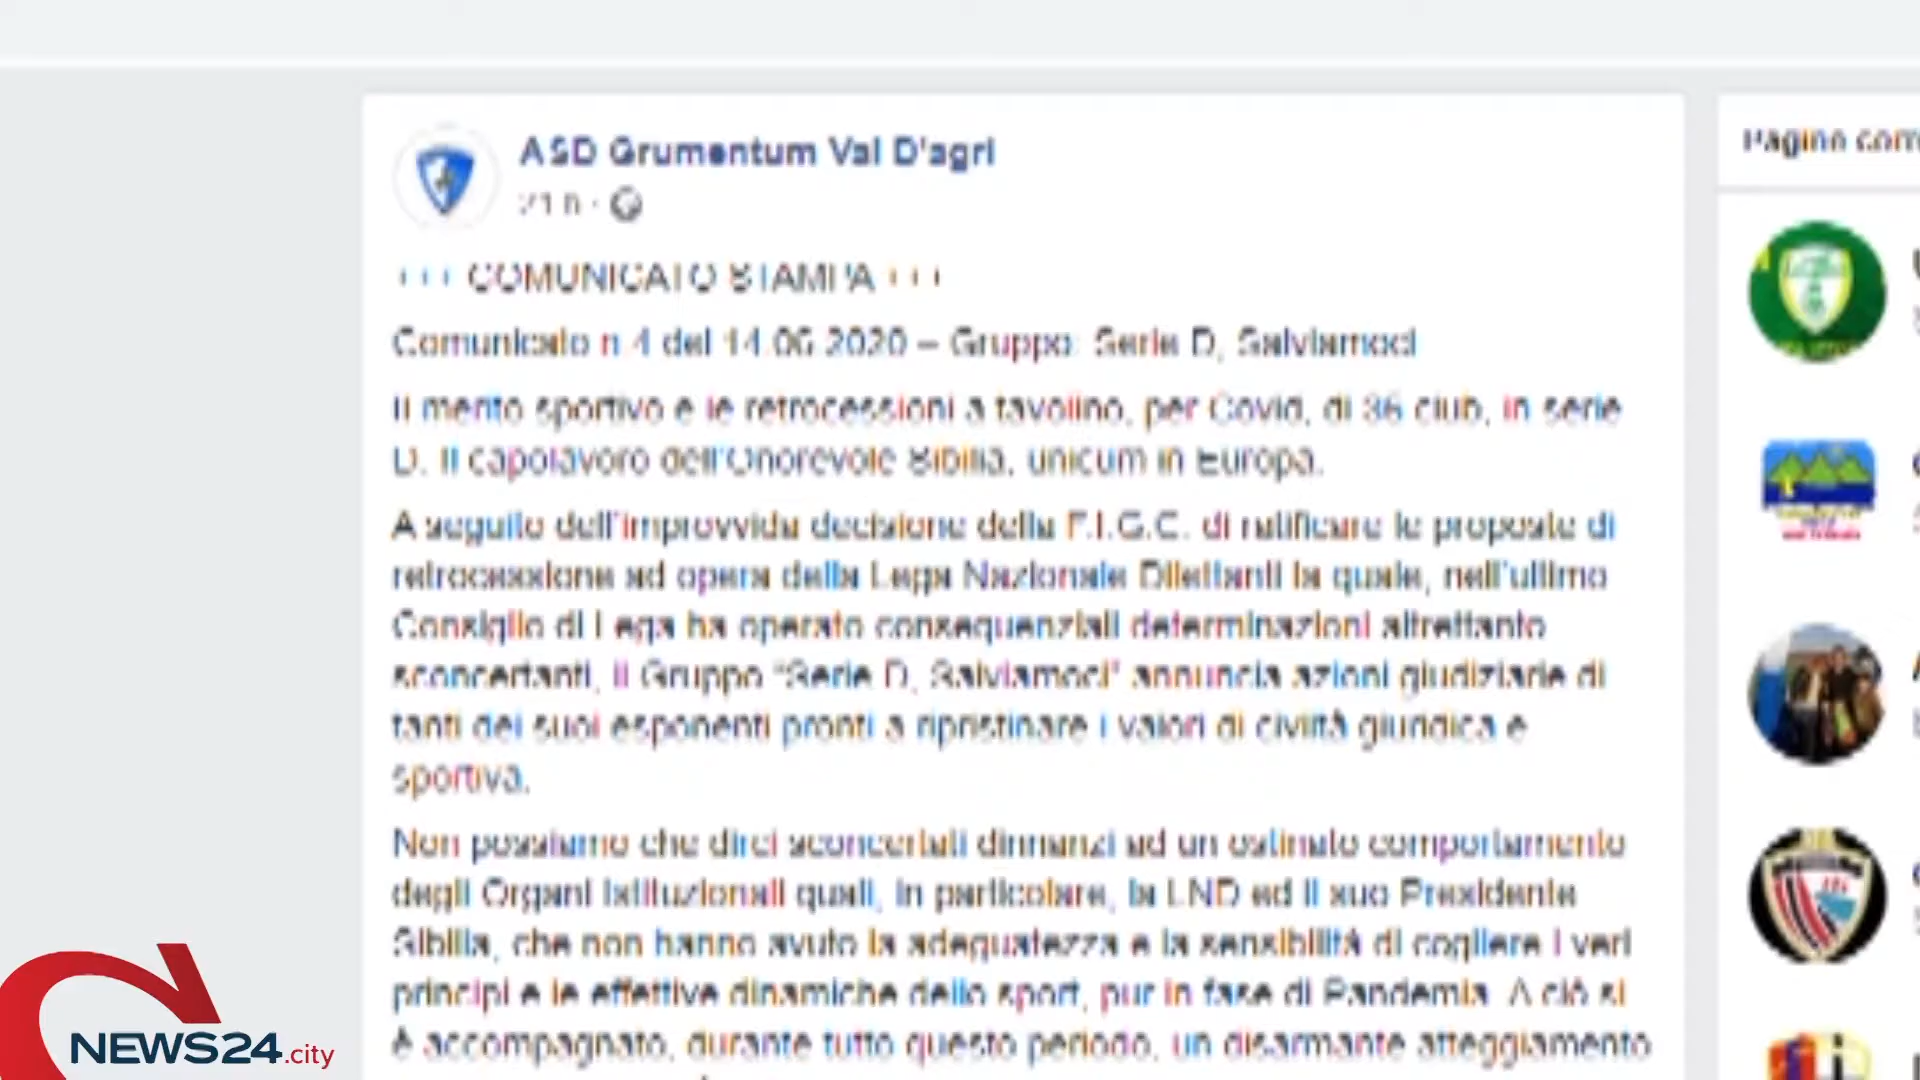 ASD Grumentum Val D'agri
21 h ·
+++ COMUNICATO STAMPA +++
Comunicato n.4 del 14.06.2020 – Gruppo: Serie D, Salviamoci
Il merito sportivo e le retrocessioni a tavolino, per Covid, di 36 club, in serie
D. Il capolavoro dell'Onorevole Sibilia, unicum in Europa.
A seguito dell'improvvida decisione della F.I.G.C. di ratificare le proposte di
retrocessione ad opera della Lega Nazionale Dilettanti la quale, nell'ultimo
Consiglio di Lega ha operato consequenziali determinazioni altrettanto
sconcertanti, il Gruppo "Serie D, Salviamoci" annuncia azioni giudiziarie di
tanti dei suoi esponenti pronti a ripristinare i valori di civiltà giuridica e
sportiva.
Non possiamo che dirci sconcertati dinnanzi ad un ostinato comportamento
degli Organi Istituzionali quali, in particolare, la LND ed il suo Presidente
Sibilia, che non hanno avuto la adeguatezza e la sensibilità di cogliere i veri
principi e le effettive dinamiche dello sport, pur in fase di Pandemia. A ciò si
è accompagnato, durante tutto questo periodo, un disarmante atteggiamento
Pagine
NEWS24.city